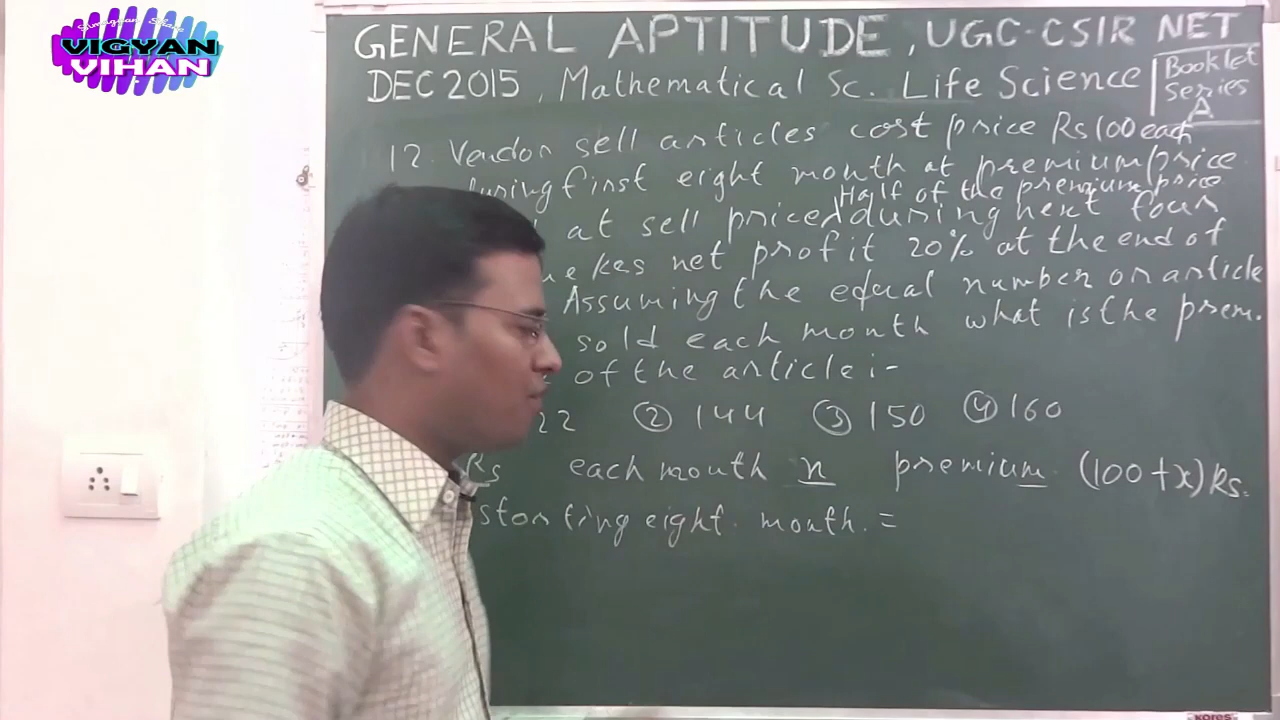 VIGYAN
VIHAN
GENERAL APTITUDE, UGC-CSIR NET
DEC 2015, Mathematical Sc. Life Science
Booklet
Series
A
12. Vendor sell articles cost price Rs 100 each
during first eight month at premium price
Half of the premium price
at sell price during next four
kes net profit 20% at the end of
Assuming the equal number on article
sold each month what is the prem.
of the article :-
22 ② 144 ③ 150 ④ 160
Rs each month n premium (100+x) Rs.
starting eight month. =
kores